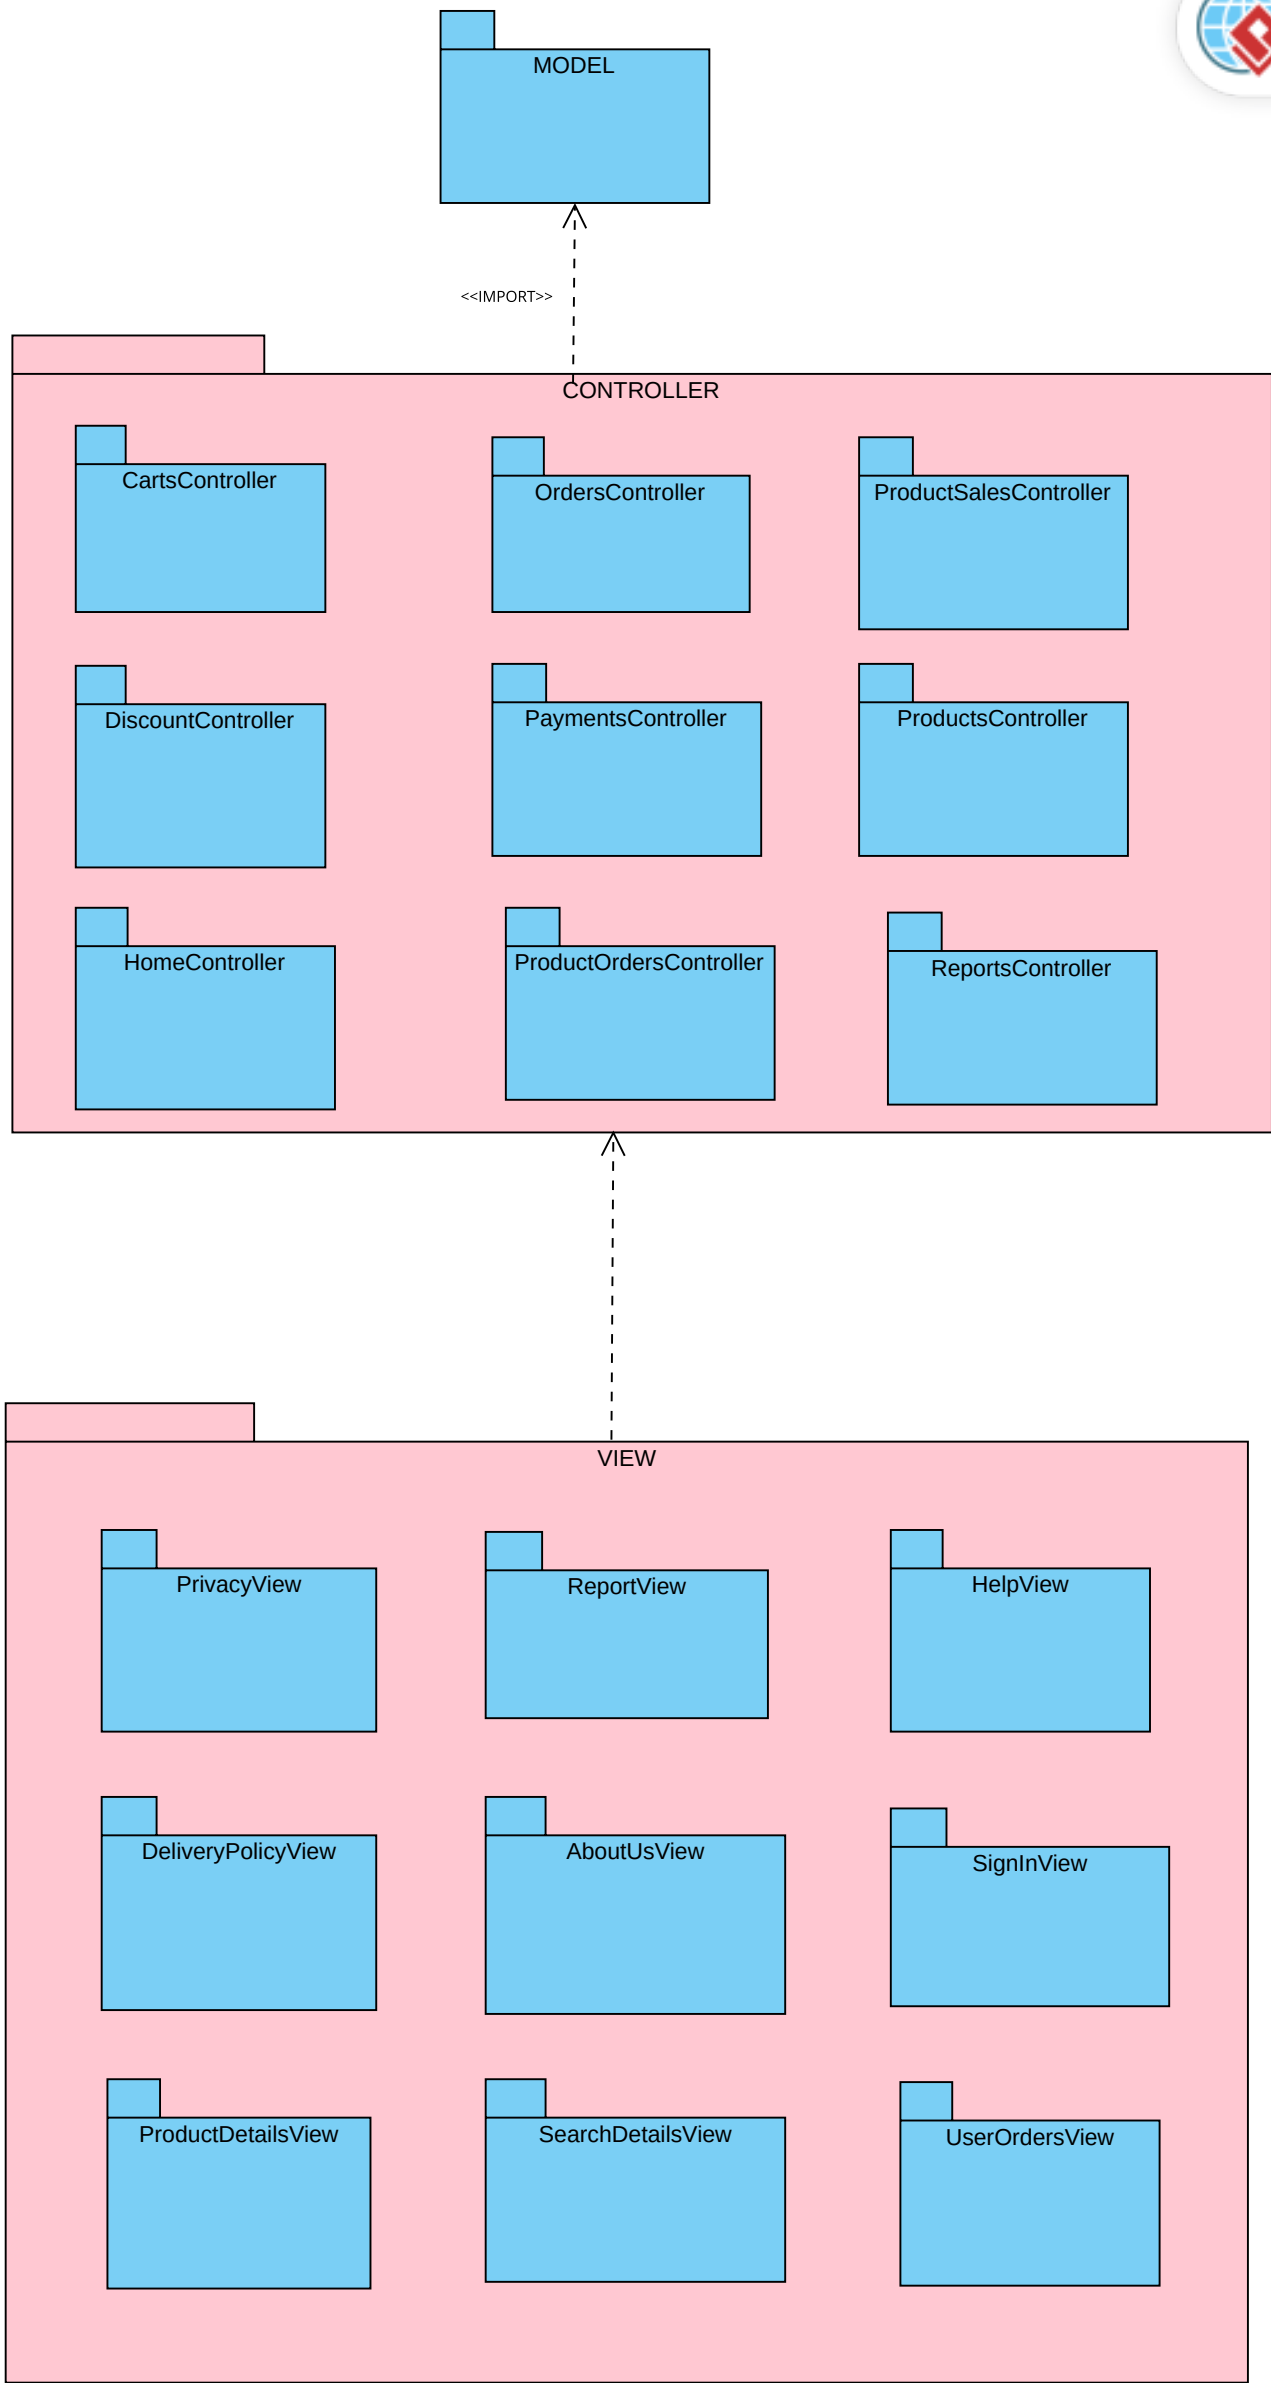 MODEL
<<IMPORT>>
CONTROLLER
CartsController
OrdersController
ProductSalesController
DiscountController
PaymentsController
ProductsController
HomeController
ProductOrdersController
ReportsController
VIEW
PrivacyView
ReportView
HelpView
DeliveryPolicyView
AboutUsView
SignInView
ProductDetailsView
SearchDetailsView
UserOrdersView